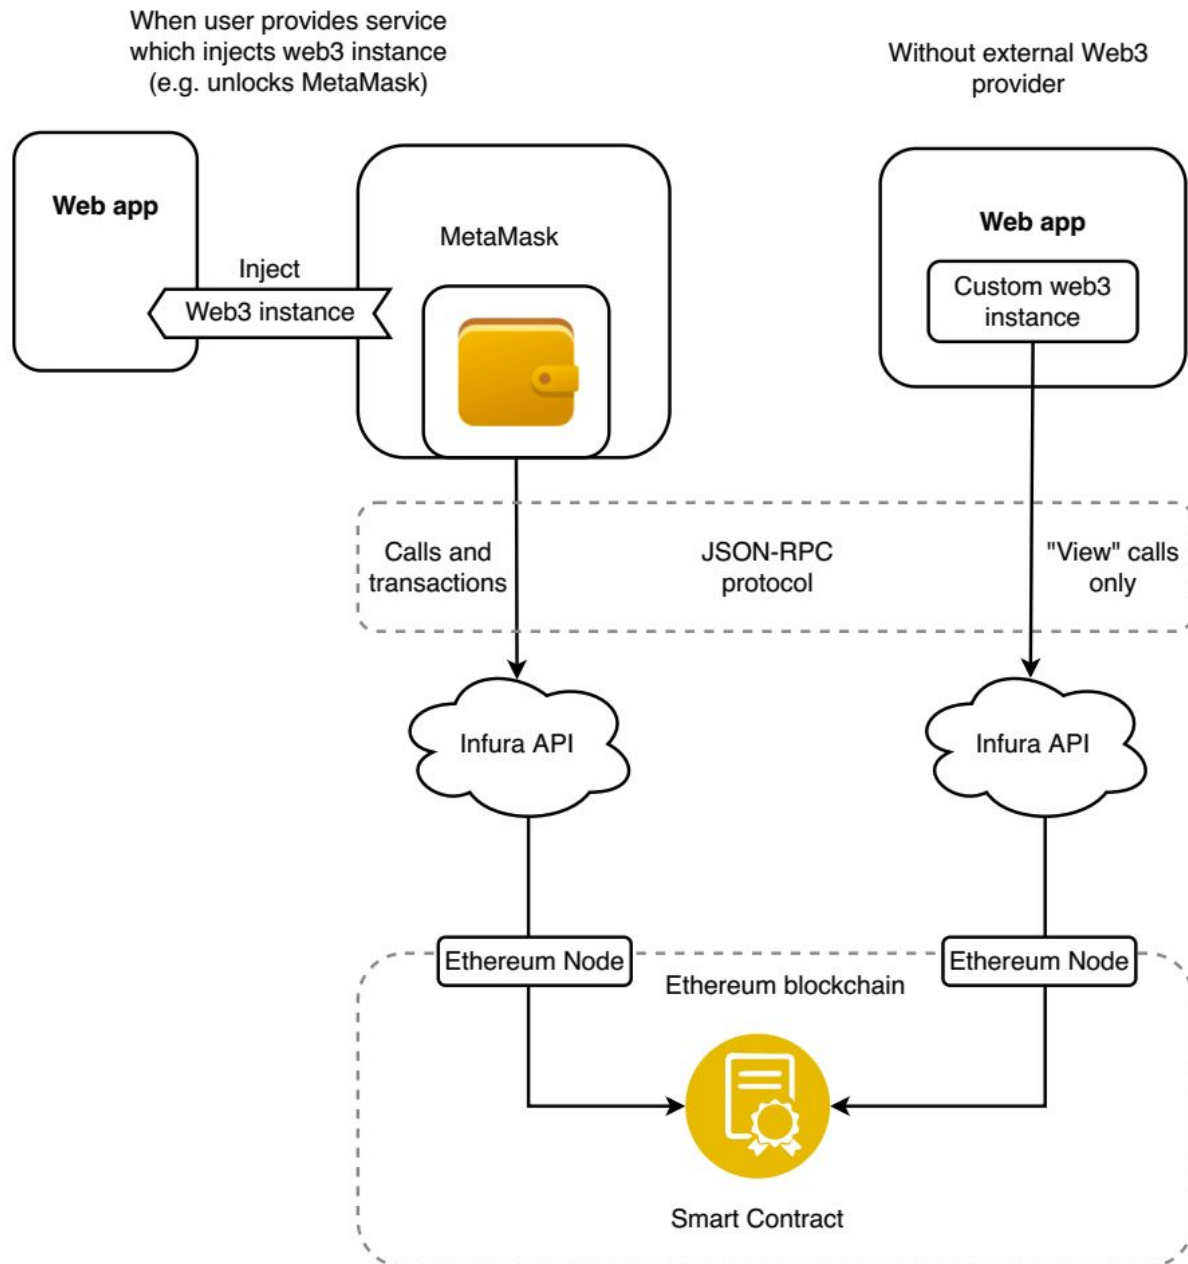 When user provides service
which injects web3 instance
(e.g. unlocks MetaMask)
Without external Web3
provider
Web app
MetaMask
Inject
Web3 instance
Web app
Custom web3
instance
Calls and
transactions
JSON-RPC
protocol
"View" calls
only
Infura API
Infura API
Ethereum Node
Ethereum Node
Ethereum blockchain
Smart Contract